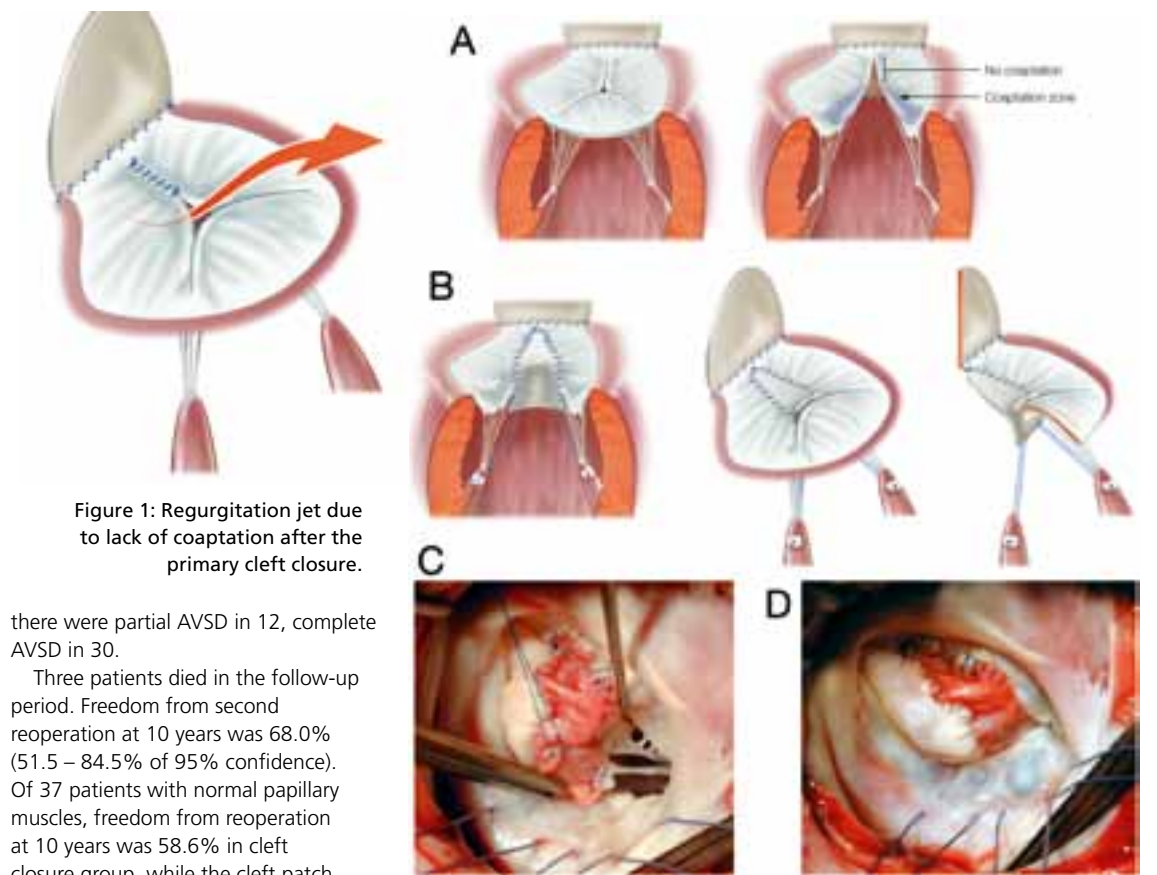 A
No coaptation
Coaptation zone
B
Figure 1: Regurgitation jet due
to lack of coaptation after the
primary cleft closure.
C
D
there were partial AVSD in 12, complete
AVSD in 30.
Three patients died in the follow-up
period. Freedom from second
reoperation at 10 years was 68.0%
(51.5 – 84.5% of 95% confidence).
Of 37 patients with normal papillary
muscles, freedom from reoperation
at 10 years was 58.6% in cleft
closure group, while the cleft patch